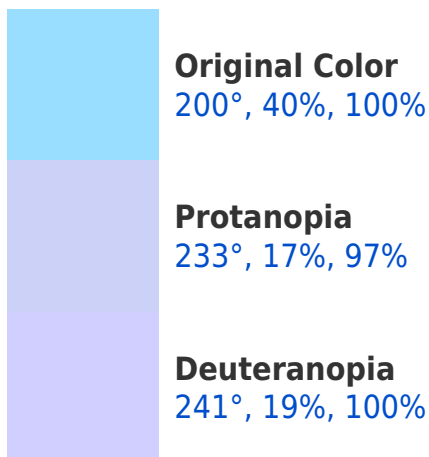 Original Color
200°, 40%, 100%
Protanopia
233°, 17%, 97%
Deuteranopia
241°, 19%, 100%